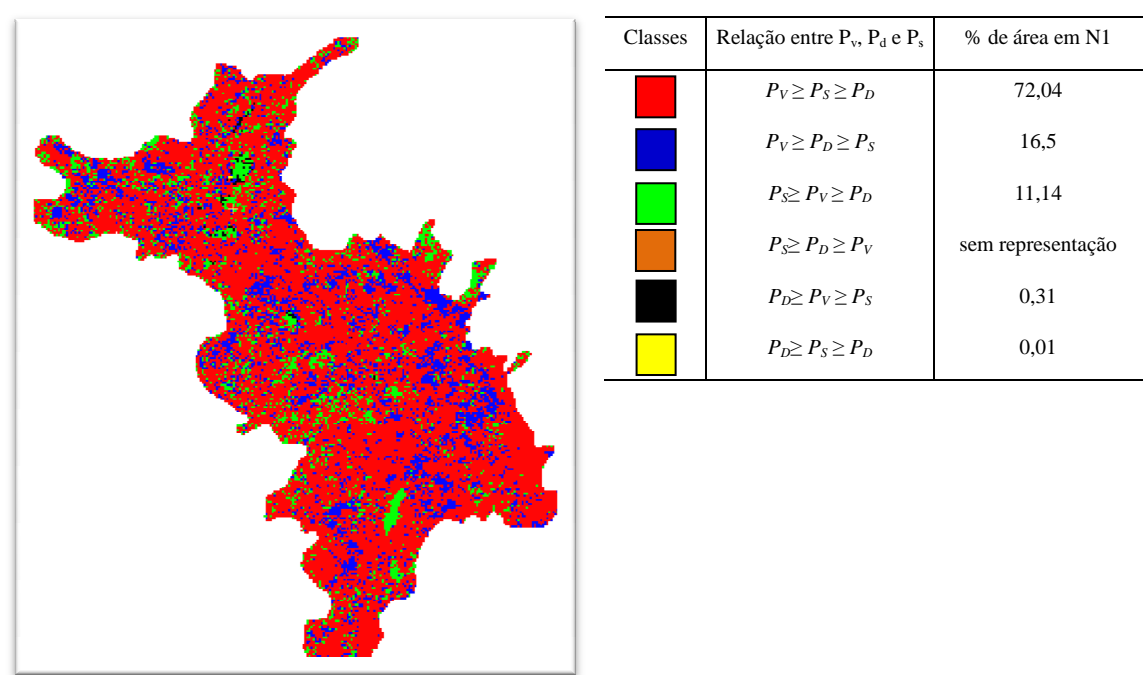 Classes Relação entre Pv, Pd e Ps % de área em N1
PV ≥ PS ≥ PD 72,04
PV ≥ PD ≥ PS 16,5
PS≥ PV ≥ PD 11,14
PS≥ PD ≥ PV sem representação
PD≥ PV ≥ PS 0,31
PD≥ PS ≥ PD 0,01